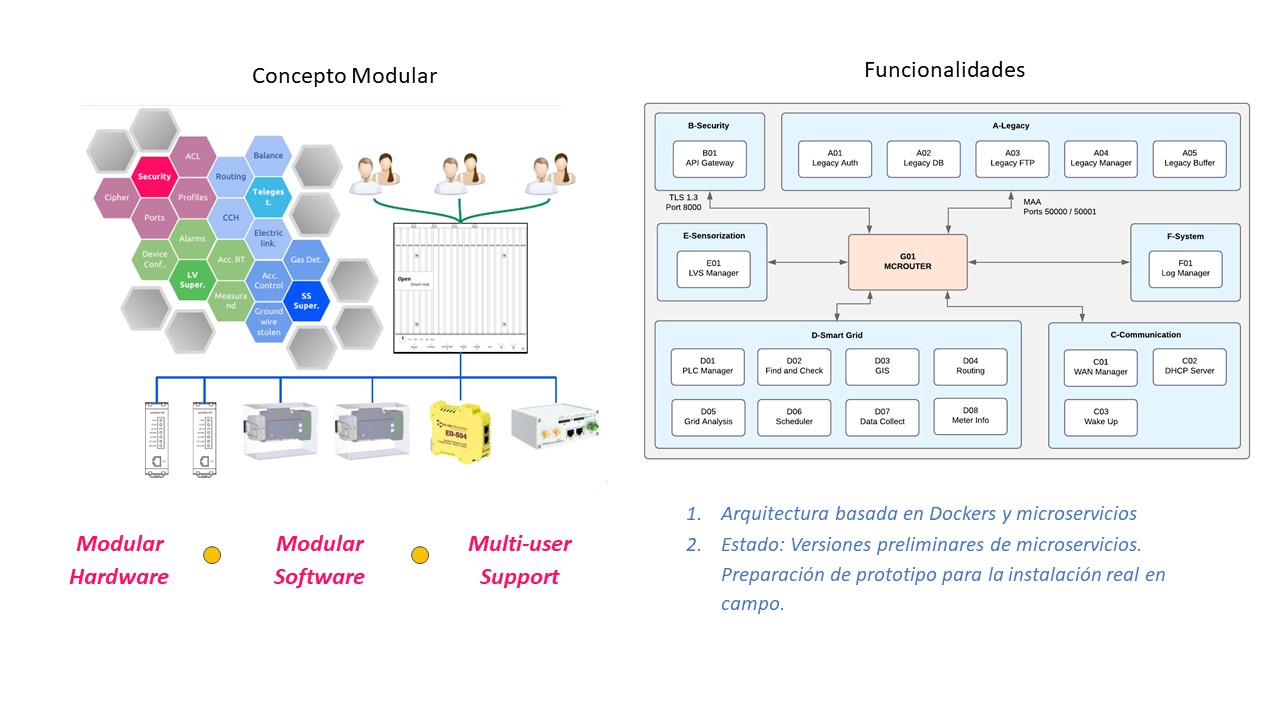 Concepto Modular
ACL
Balance
Security
Routing
Teleges
t.
Cipher
Profiles
Ports
CCH
Electric
link.
Alarms
Device
Conf..
Acc. RT
Gas Det.
LV
Super.
Acc.
Control
SS
Super.
Measura
nd
Ground
wire
stolen
Open
Smart Hub
ED-504
Modular
Hardware
Modular
Software
Multi-user
Support
Funcionalidades
B-Security
B01
API Gateway
A-Legacy
A01
Legacy Auth
A02
Legacy DB
A03
Legacy FTP
A04
Legacy Manager
A05
Legacy Buffer
TLS 1.3
Port 8000
MAA
Ports 50000 / 50001
E-Sensorization
E01
LVS Manager
G01
MCROUTER
F-System
F01
Log Manager
D-Smart Grid
D01
PLC Manager
D02
Find and Check
D03
GIS
D04
Routing
D05
Grid Analysis
D06
Scheduler
D07
Data Collect
D08
Meter Info
C-Communication
C01
WAN Manager
C02
DHCP Server
C03
Wake Up
1. Arquitectura basada en Dockers y microservicios
2. Estado: Versiones preliminares de microservicios.
Preparación de prototipo para la instalación real en
campo.